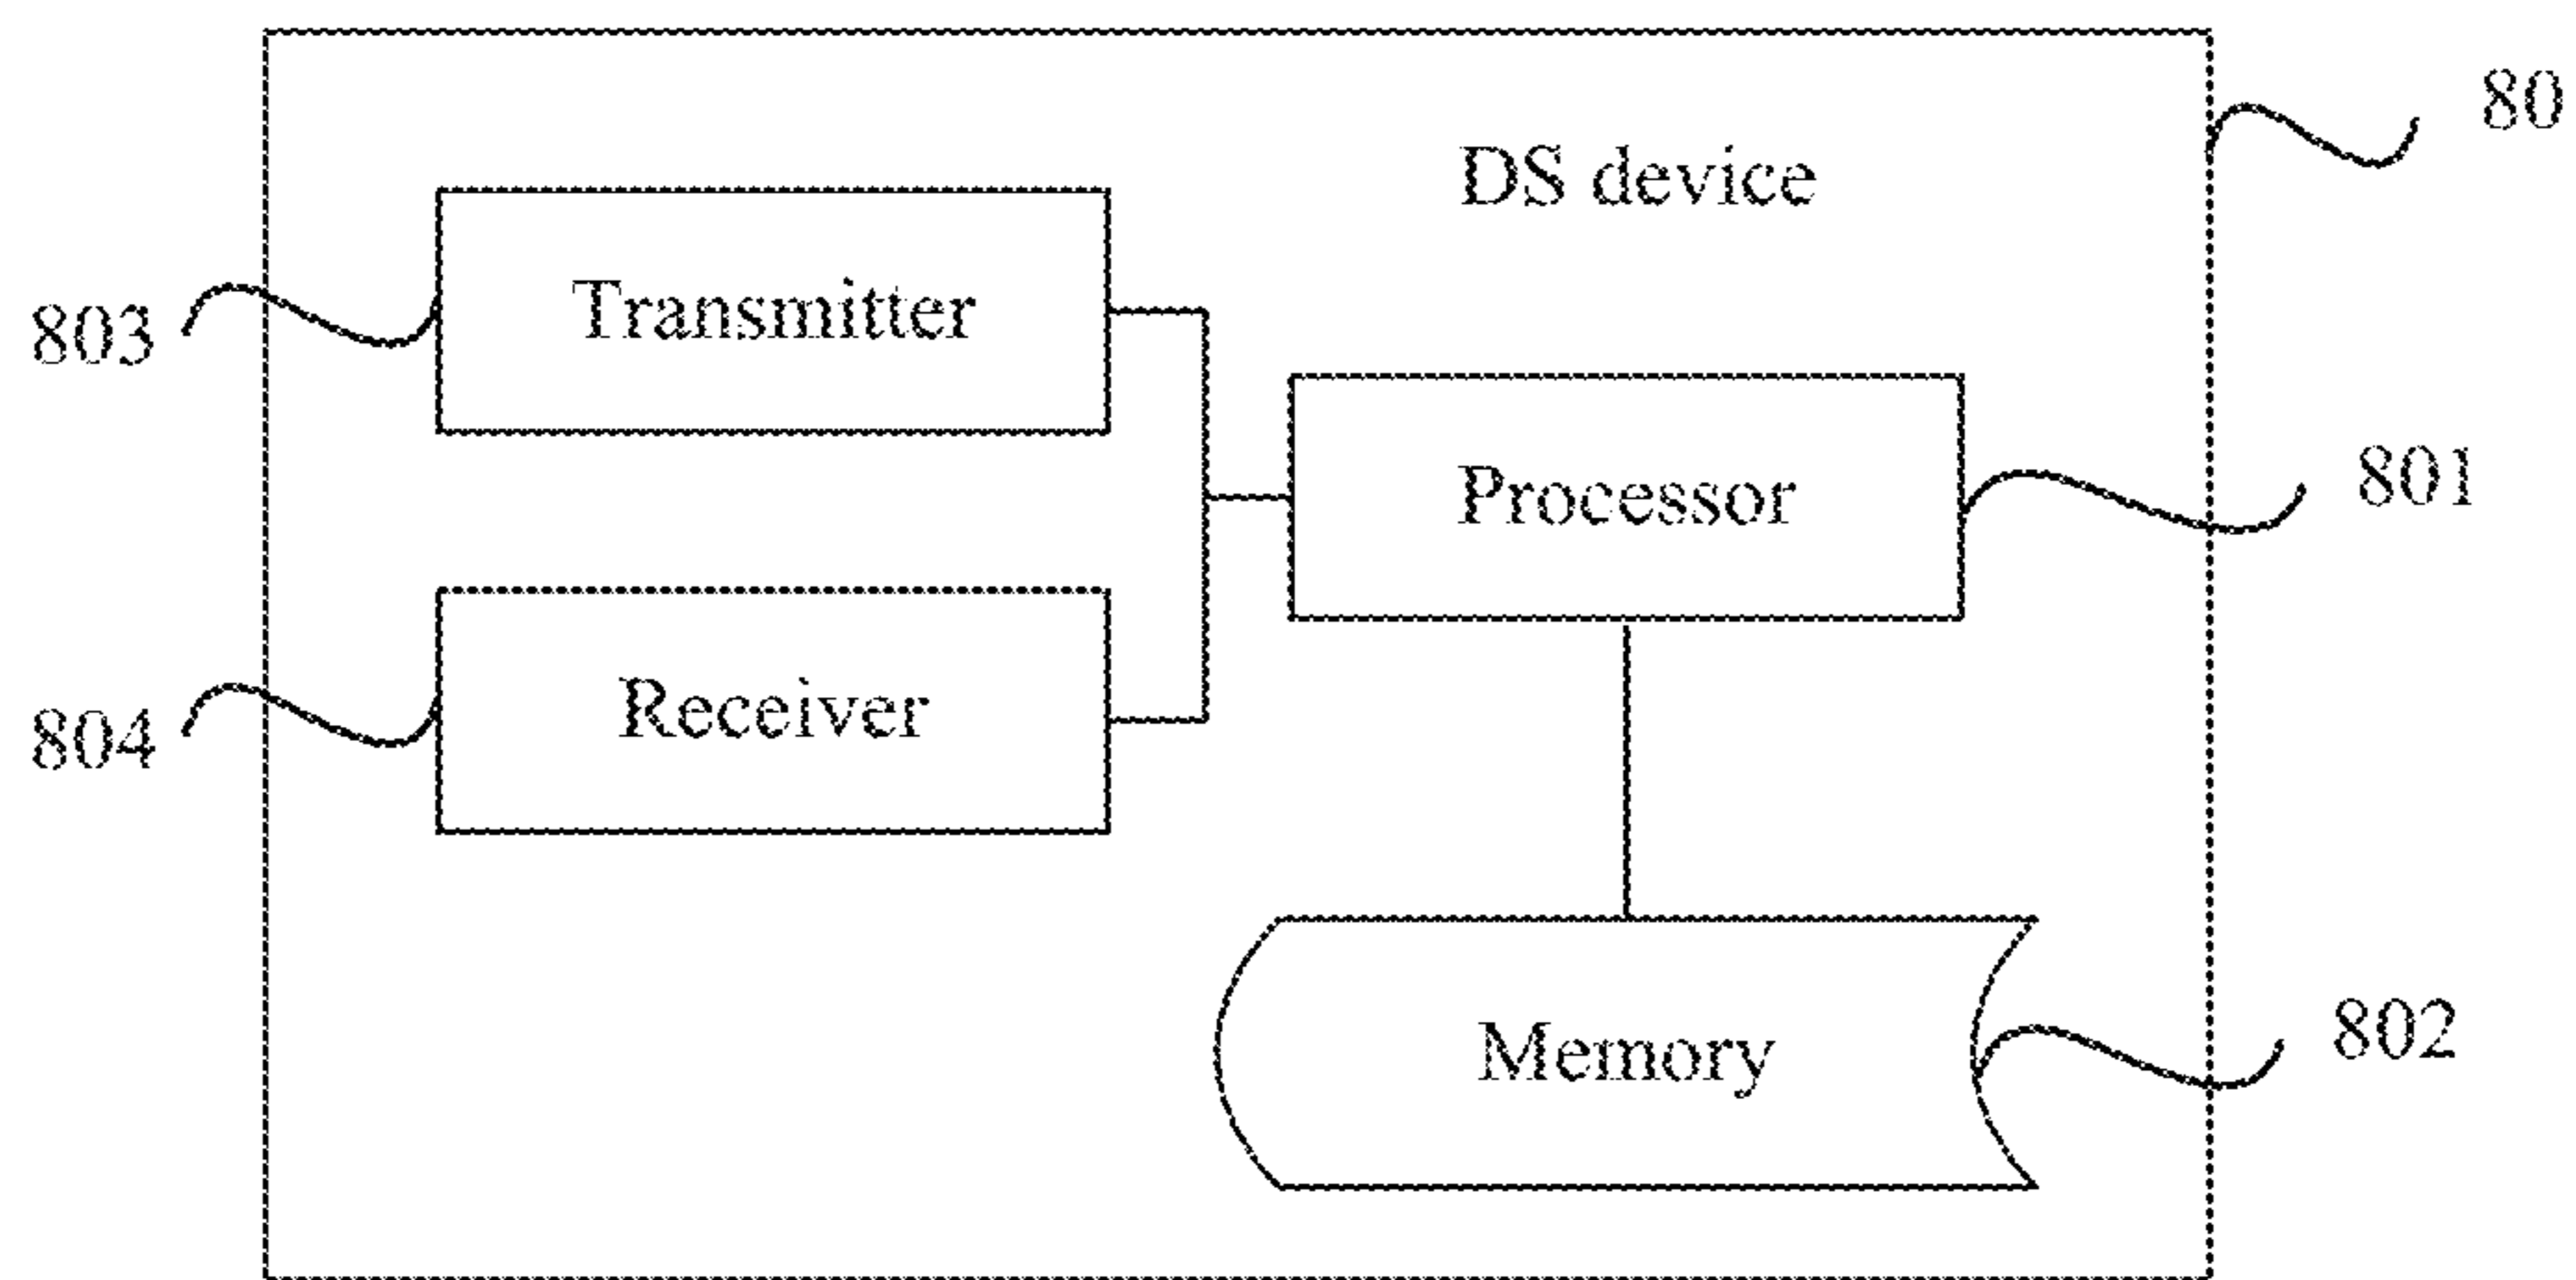 80
DS device
803
Transmitter
Processor
801
804
Receiver
Memory
802